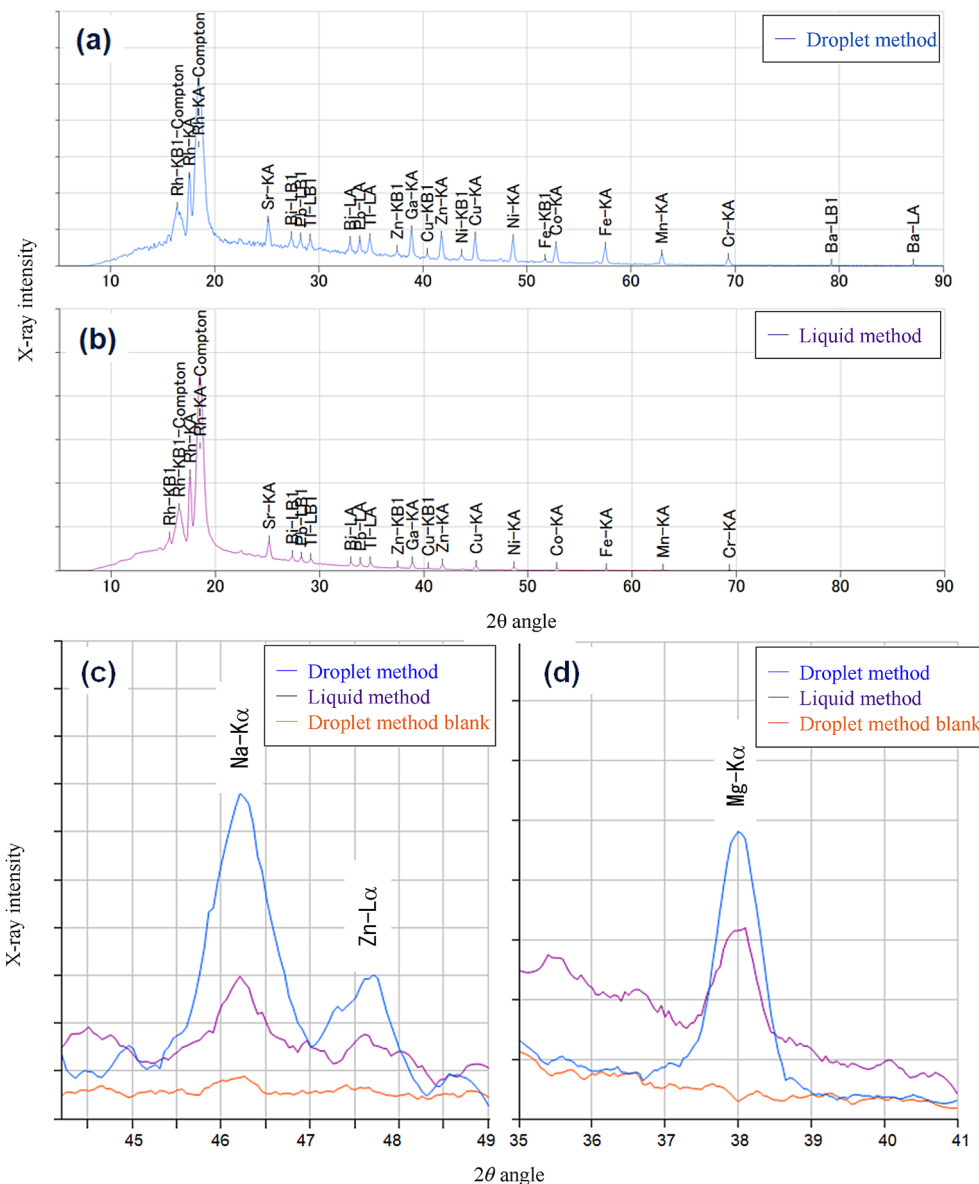 (a)
Droplet method
Rh-KB1-Compton
Rh-KA
Rh-KA-Compton
Sr-KA
Bi-LB1
Pb-LB1
Tl-LB1
Bi-LA
Pb-LA
Tl-LA
Zn-KB1
Ga-KA
Cu-KB1
Zn-KA
Ni-KB1
Cu-KA
Ni-KA
Fe-KB1
Co-KA
Fe-KA
Mn-KA
Cr-KA
Ba-LB1
Ba-LA
10 20 30 40 50 60 70 80 90
X-ray intensity
(b)
Liquid method
Rh-KB1
Rh-KB1-Compton
Rh-KA
Rh-KA-Compton
Sr-KA
Bi-LB1
Pb-LB1
Tl-LB1
Bi-LA
Pb-LA
Tl-LA
Zn-KB1
Ga-KA
Cu-KB1
Zn-KA
Cu-KA
Ni-KA
Co-KA
Fe-KA
Mn-KA
Cr-KA
10 20 30 40 50 60 70 80 90
2θ angle
(c)
Droplet method
Liquid method
Droplet method blank
Na-Kα
Zn-Lα
45 46 47 48 49
(d)
Droplet method
Liquid method
Droplet method blank
Mg-Kα
35 36 37 38 39 40 41
X-ray intensity
2θ angle